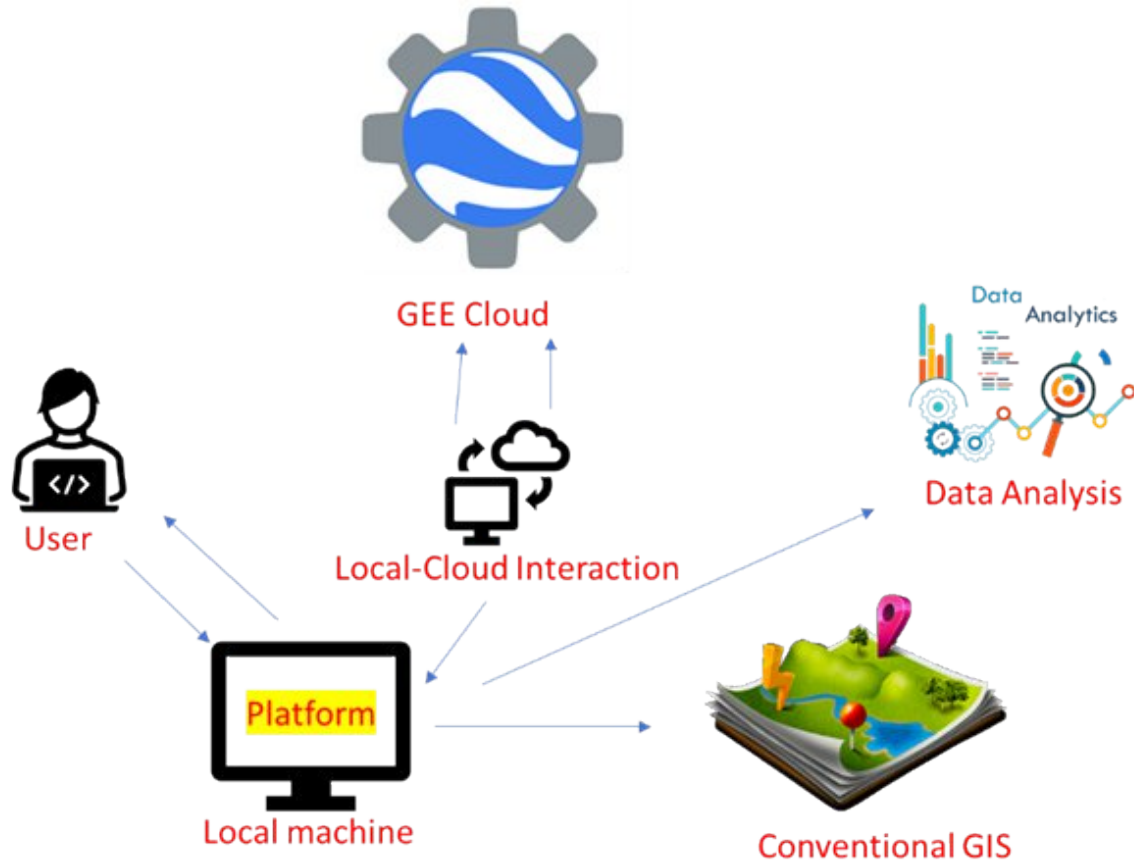 GEE Cloud
Data
Analytics
</>
User
Local-Cloud Interaction
Data Analysis
Platform
Local machine
Conventional GIS